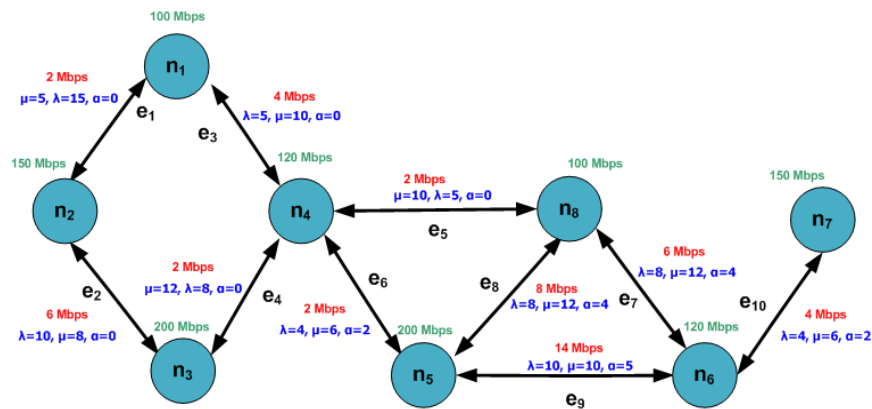 100 Mbps
n1
2 Mbps
μ=5, λ=15, α=0
e1
4 Mbps
λ=5, μ=10, α=0
e3
150 Mbps
n2
120 Mbps
n4
2 Mbps
μ=10, λ=5, α=0
e5
100 Mbps
n8
150 Mbps
n7
e2
6 Mbps
λ=10, μ=8, α=0
2 Mbps
μ=12, λ=8, α=0
e4
200 Mbps
n3
e6
2 Mbps
λ=4, μ=6, α=2
200 Mbps
n5
e8
8 Mbps
λ=8, μ=12, α=4
6 Mbps
λ=8, μ=12, α=4
e7
e10
4 Mbps
λ=4, μ=6, α=2
120 Mbps
n6
14 Mbps
λ=10, μ=10, α=5
e9